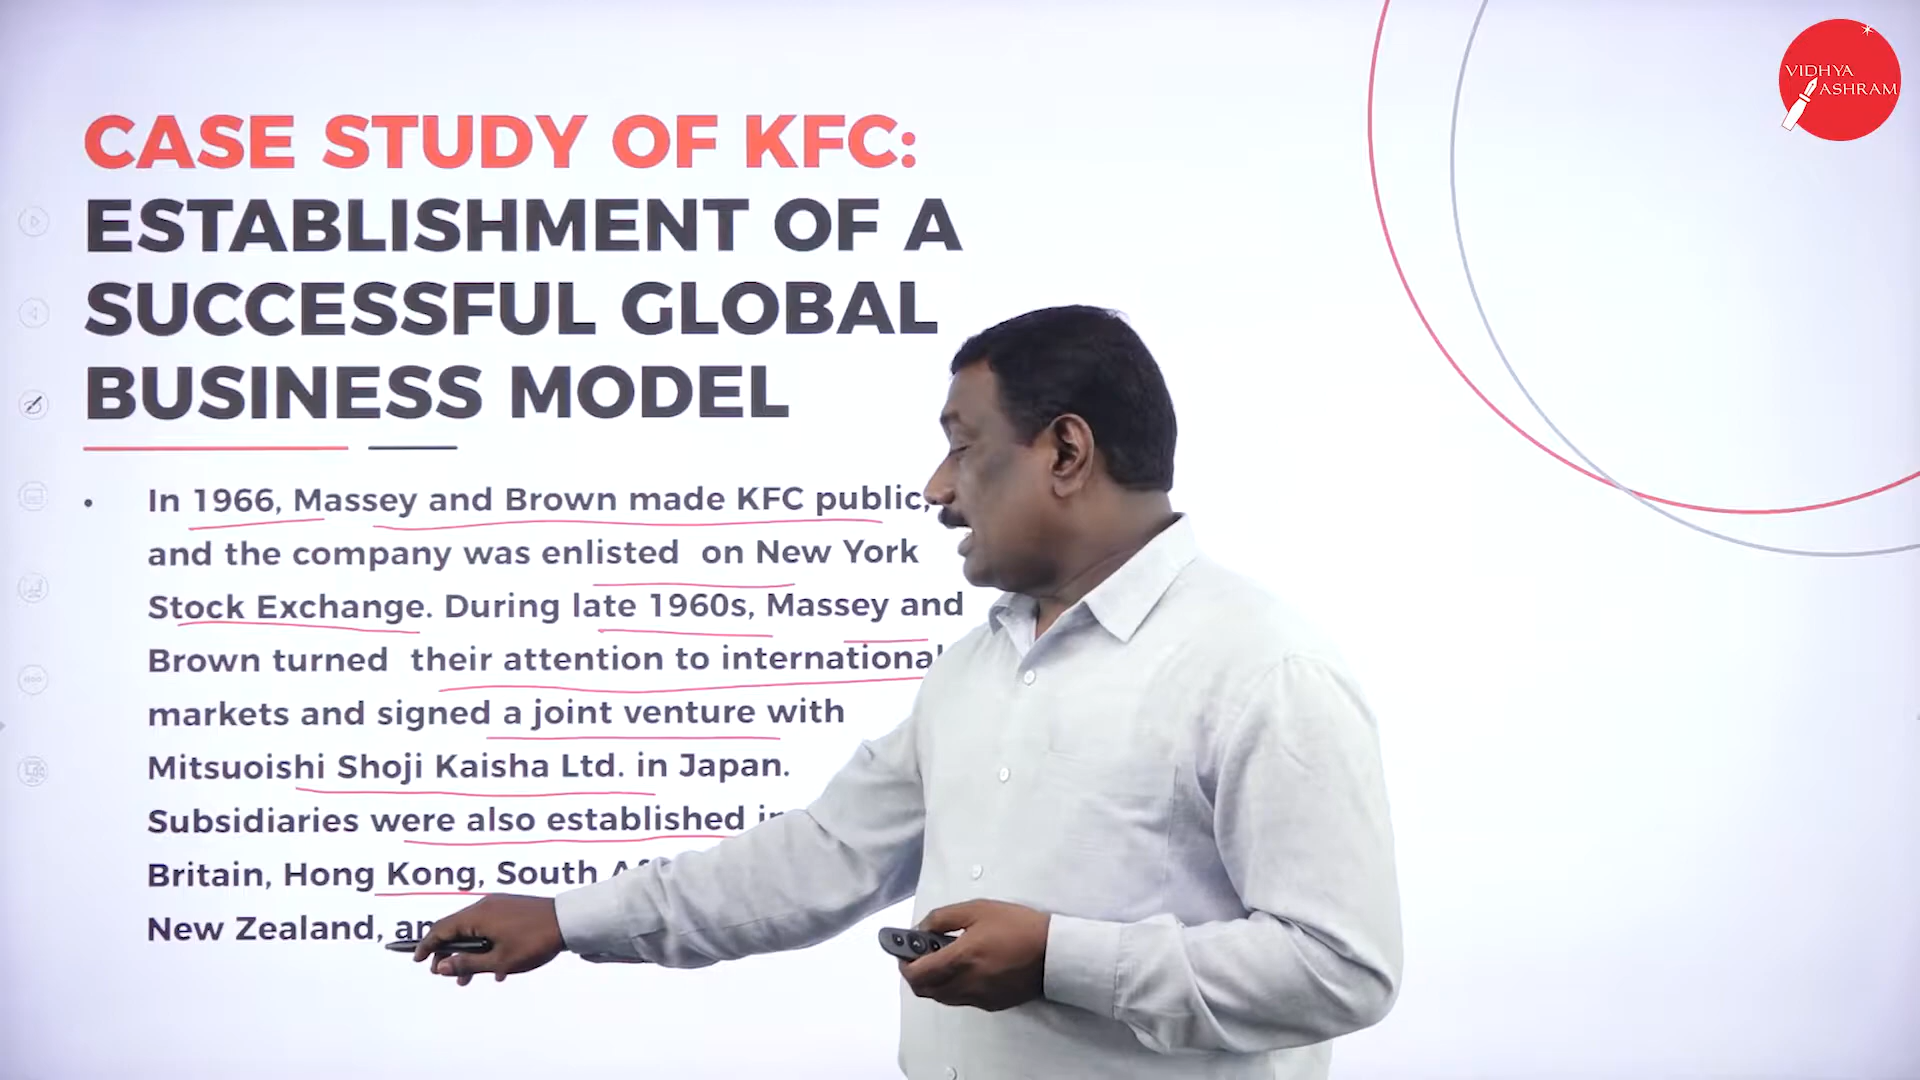 VIDHYA
ASHRAM
CASE STUDY OF KFC:
ESTABLISHMENT OF A
SUCCESSFUL GLOBAL
BUSINESS MODEL
• In 1966, Massey and Brown made KFC public,
and the company was enlisted on New York
Stock Exchange. During late 1960s, Massey and
Brown turned their attention to international
markets and signed a joint venture with
Mitsuoishi Shoji Kaisha Ltd. in Japan.
Subsidiaries were also established
Britain, Hong Kong, South
New Zealand,